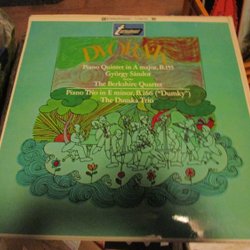 DVOŘÁK
Piano Quintet in A major, B.155
György Sándor
The Berkshire Quartet
Piano Trio in E minor, B.166 ("Dumky")
The Dumka Trio